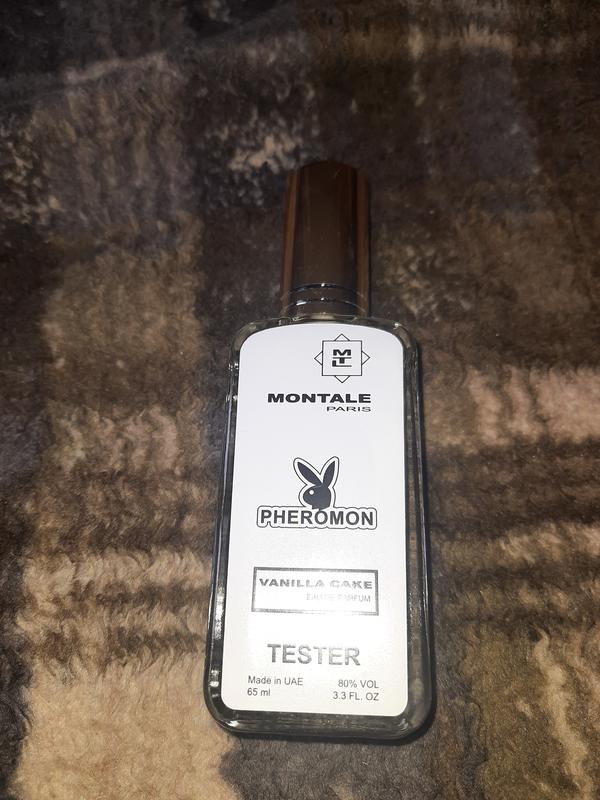 MTL
MONTALE
PARIS
PHEROMON
VANILLA CAKE
EAU DE PARFUM
TESTER
Made in UAE 80% VOL
65 ml 3.3 FL. OZ